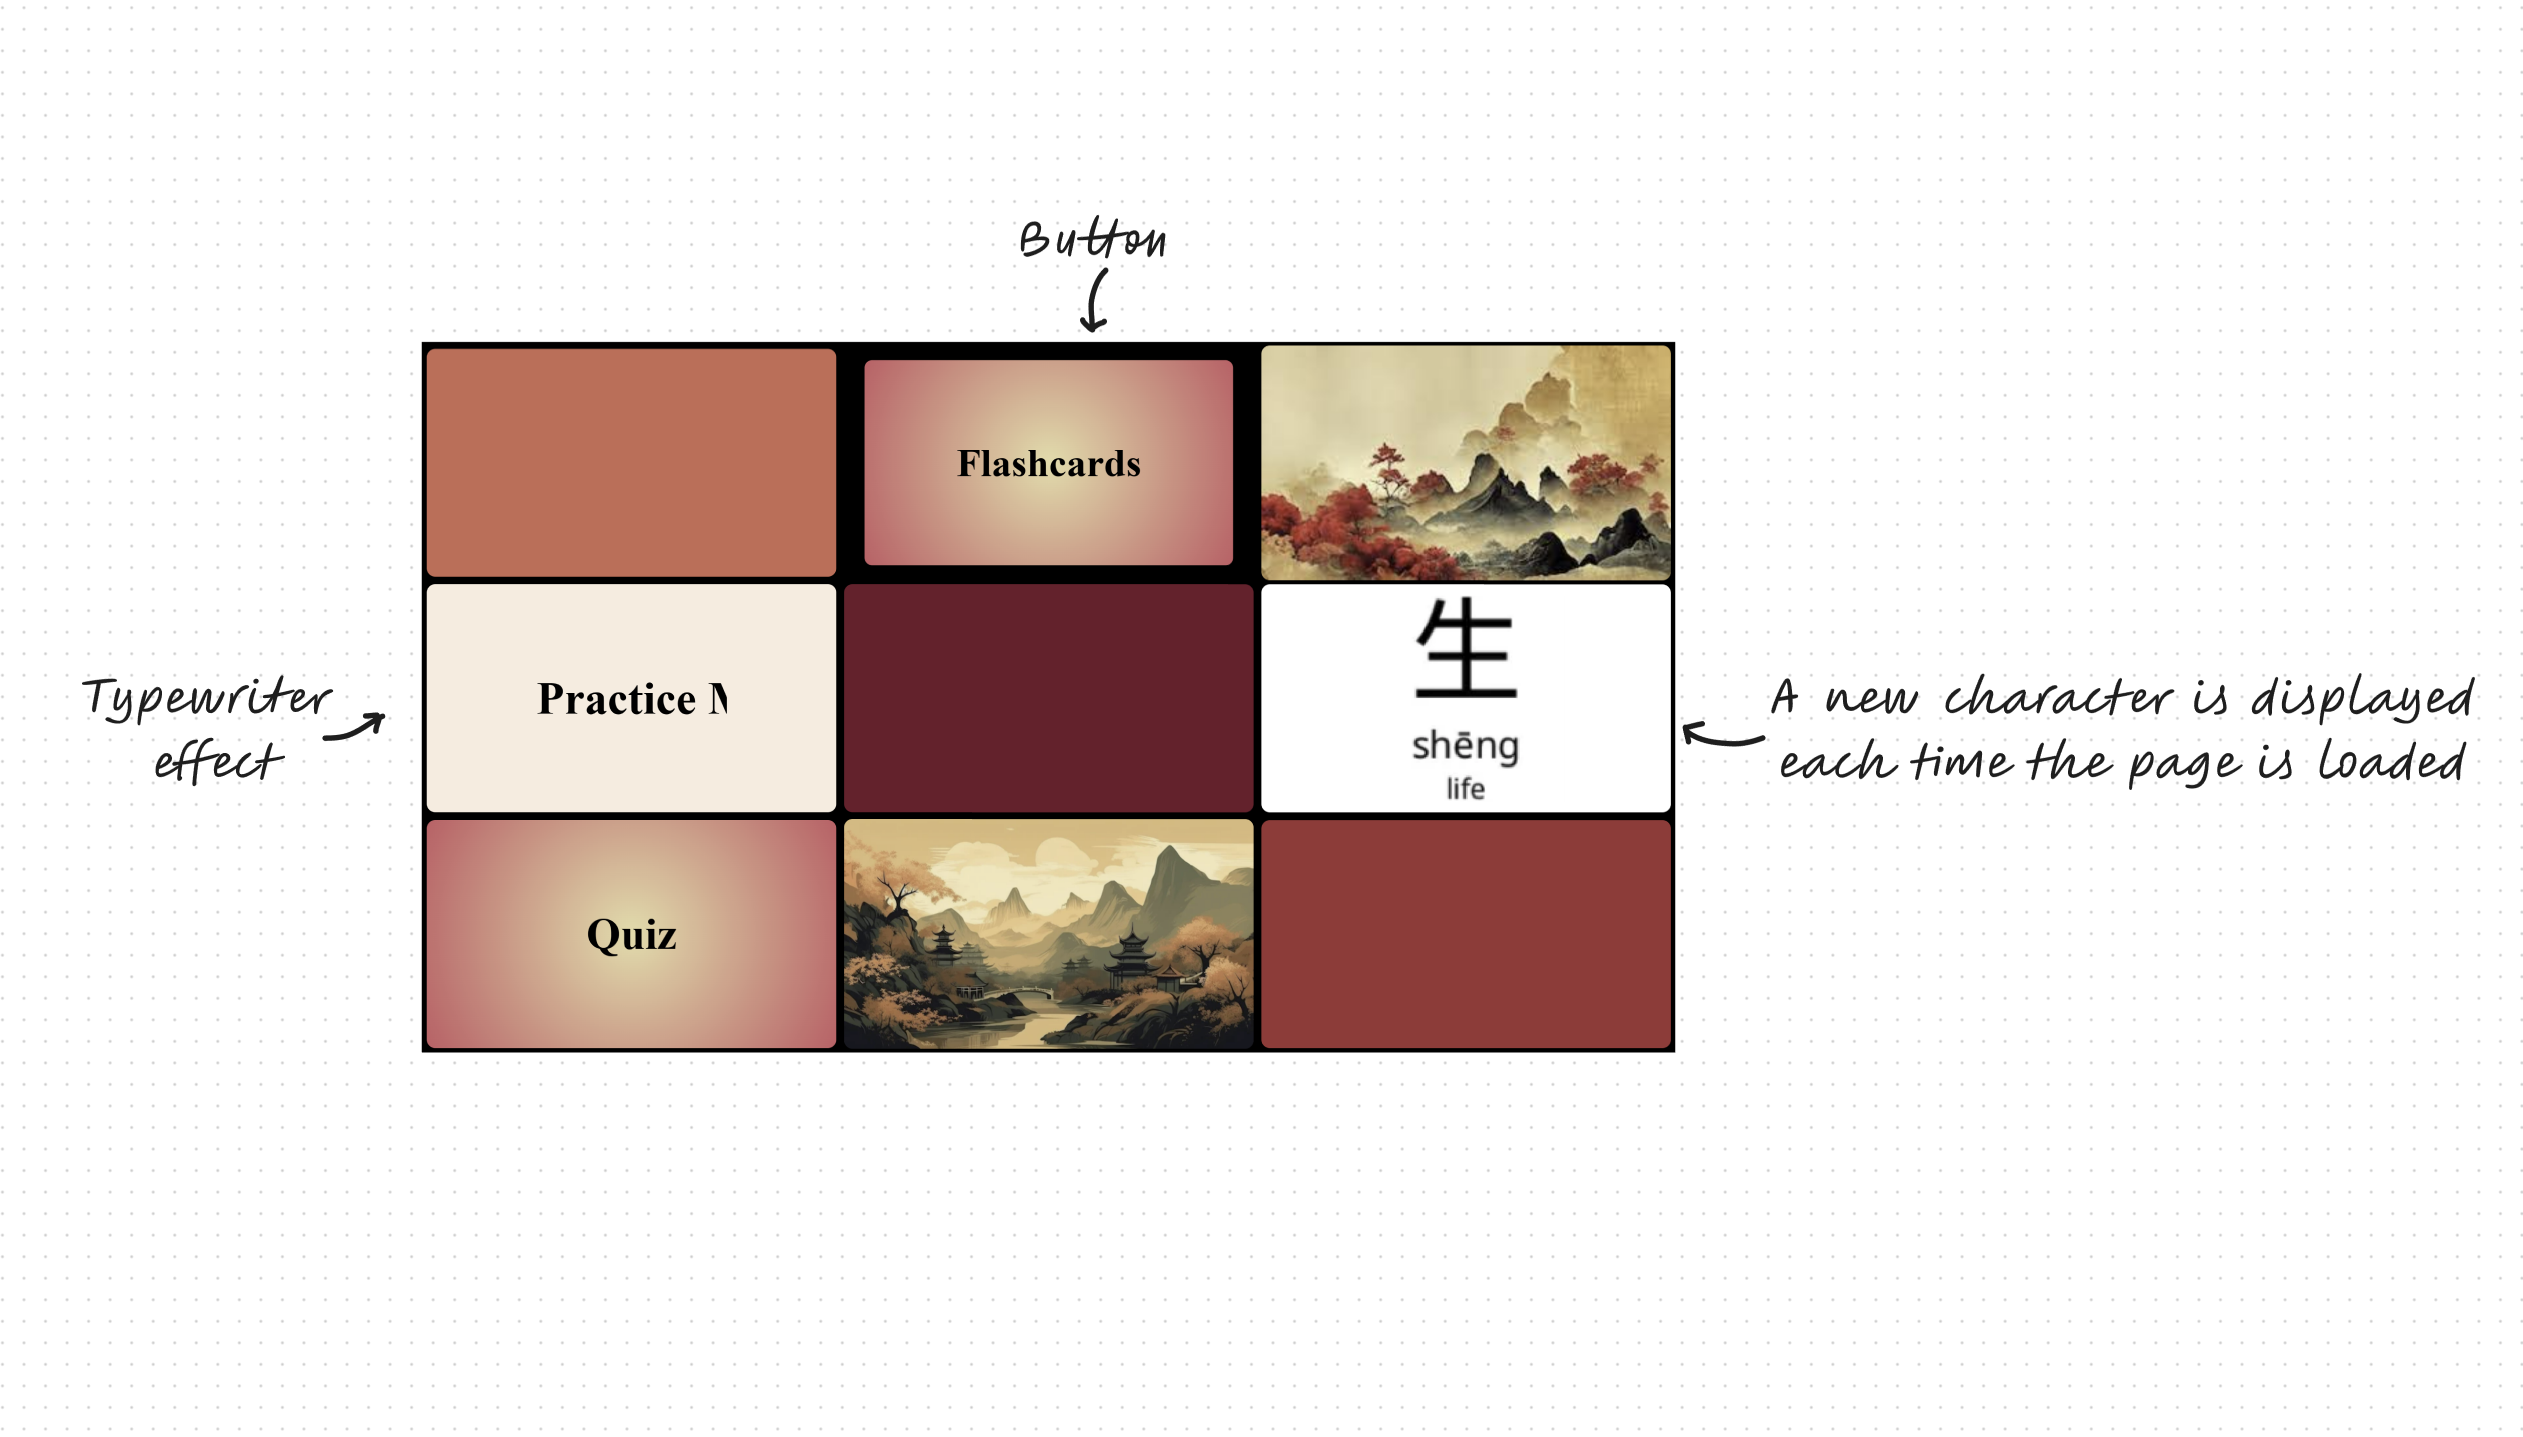 Button
Flashcards
Typewriter
effect
Practice
生
shēng
life
A new character is displayed
each time the page is loaded
Quiz